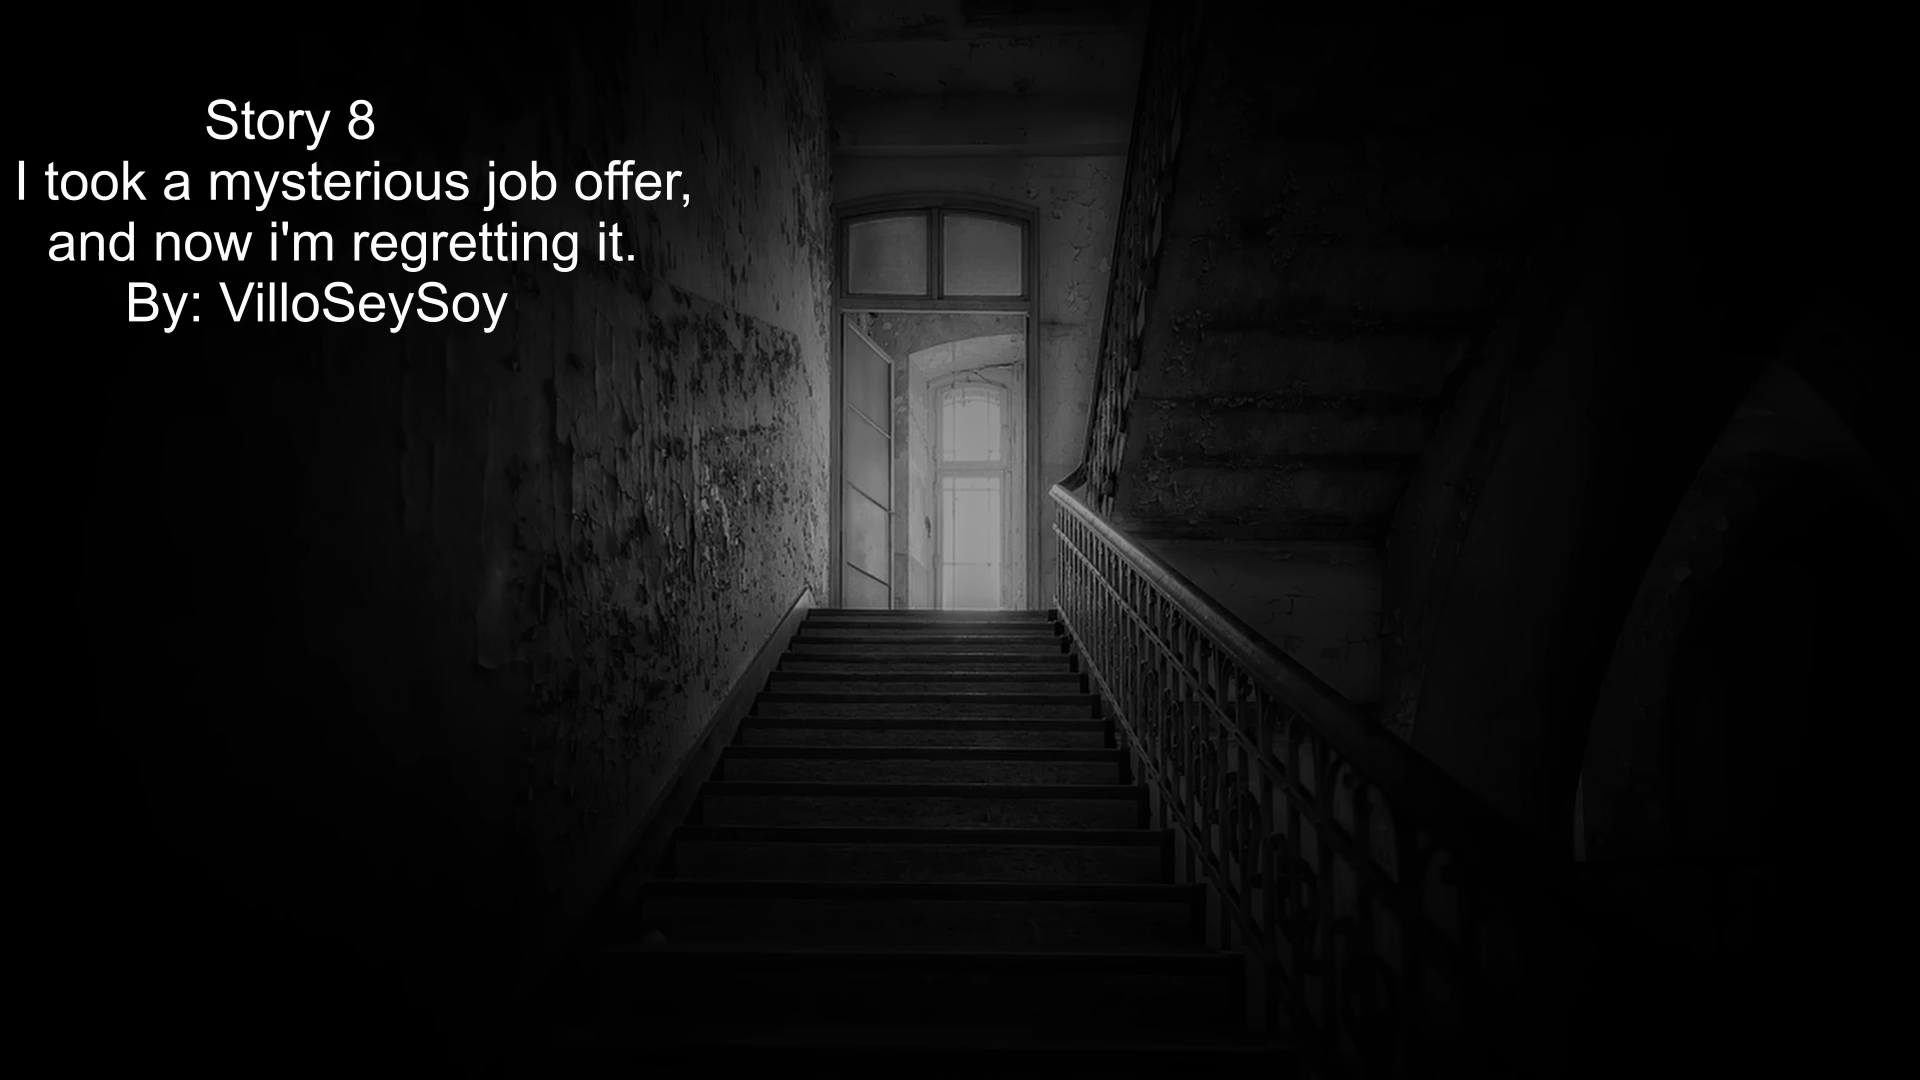 Story 8
I took a mysterious job offer,
and now i'm regretting it.
By: VilloSeySoy